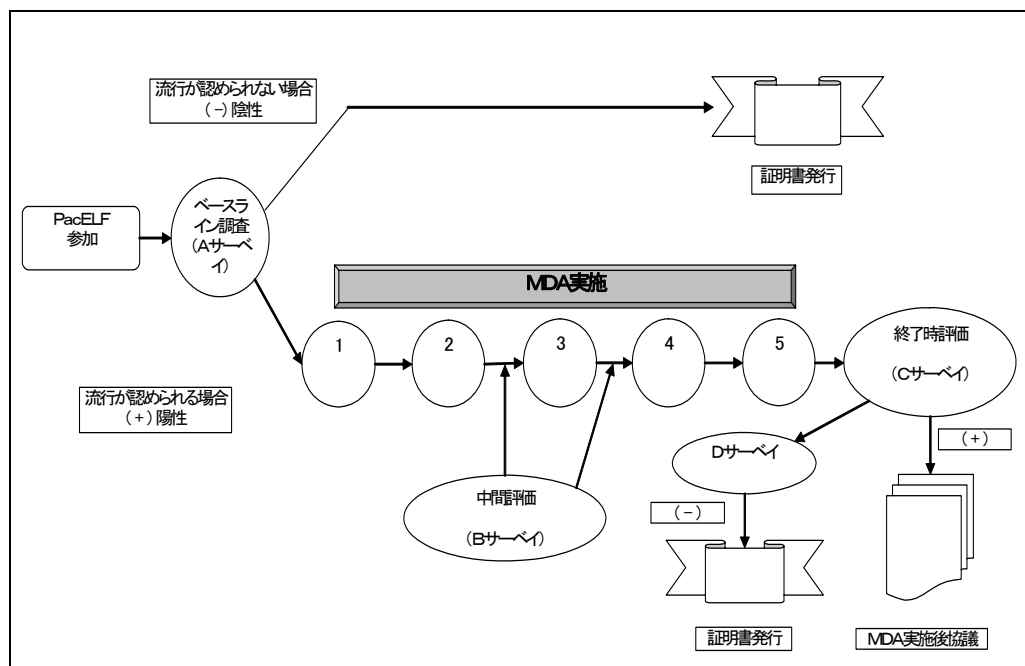 流行が認められない場合
(－)陰性
証明書発行
PacELF
参加
ベースラ
イン調査
(Aサーベ
イ)
MDA実施
1
2
3
4
5
終了時評価
(Cサーベイ)
流行が認められる場合
(＋)陽性
中間評価
(Bサーベイ)
Dサーベイ
(＋)
(－)
証明書発行
MDA実施後協議